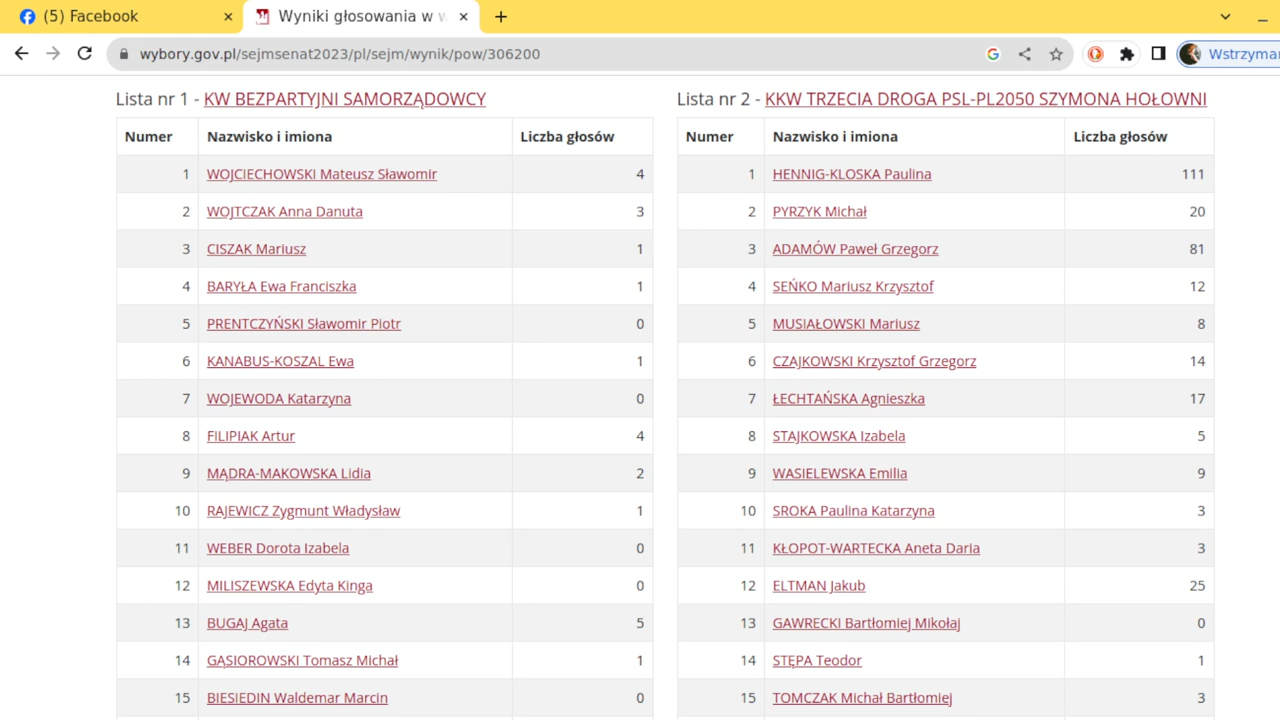 (5) Facebook
Wyniki głosowania w w
wybory.gov.pl/sejmsenat2023/pl/sejm/wynik/pow/306200
Wstrzyman
Lista nr 1 - KW BEZPARTYJNI SAMORZĄDOWCY
Numer Nazwisko i imiona Liczba głosów
1 WOJCIECHOWSKI Mateusz Sławomir 4
2 WOJTCZAK Anna Danuta 3
3 CISZAK Mariusz 1
4 BARYŁA Ewa Franciszka 1
5 PRENTCZYŃSKI Sławomir Piotr 0
6 KANABUS-KOSZAL Ewa 1
7 WOJEWODA Katarzyna 0
8 FILIPIAK Artur 4
9 MĄDRA-MAKOWSKA Lidia 2
10 RAJEWICZ Zygmunt Władysław 1
11 WEBER Dorota Izabela 0
12 MILISZEWSKA Edyta Kinga 0
13 BUGAJ Agata 5
14 GĄSIOROWSKI Tomasz Michał 1
15 BIESIEDIN Waldemar Marcin 0
Lista nr 2 - KKW TRZECIA DROGA PSL-PL2050 SZYMONA HOŁOWNI
Numer Nazwisko i imiona Liczba głosów
1 HENNIG-KLOSKA Paulina 111
2 PYRZYK Michał 20
3 ADAMÓW Paweł Grzegorz 81
4 SEŃKO Mariusz Krzysztof 12
5 MUSIAŁOWSKI Mariusz 8
6 CZAJKOWSKI Krzysztof Grzegorz 14
7 ŁECHTAŃSKA Agnieszka 17
8 STAJKOWSKA Izabela 5
9 WASIELEWSKA Emilia 9
10 SROKA Paulina Katarzyna 3
11 KŁOPOT-WARTECKA Aneta Daria 3
12 ELTMAN Jakub 25
13 GAWRECKI Bartłomiej Mikołaj 0
14 STĘPA Teodor 1
15 TOMCZAK Michał Bartłomiej 3